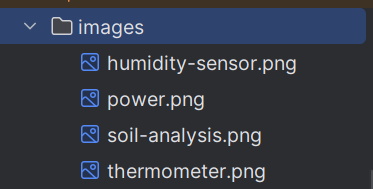 images
humidity-sensor.png
power.png
soil-analysis.png
thermometer.png